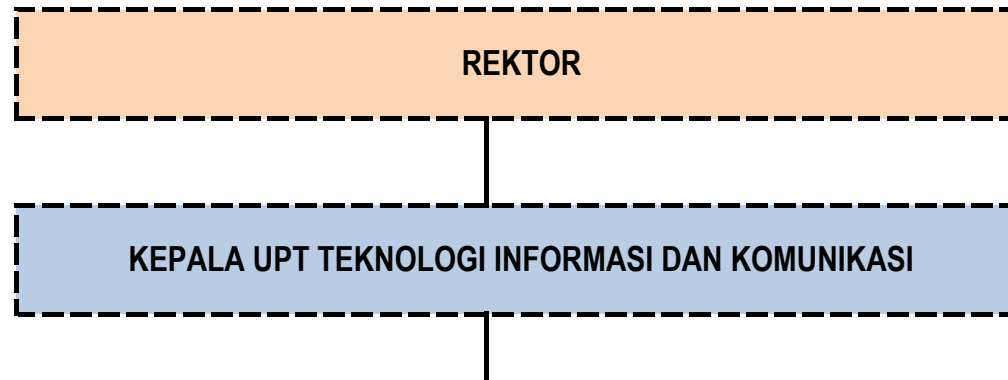 REKTOR
KEPALA UPT TEKNOLOGI INFORMASI DAN KOMUNIKASI